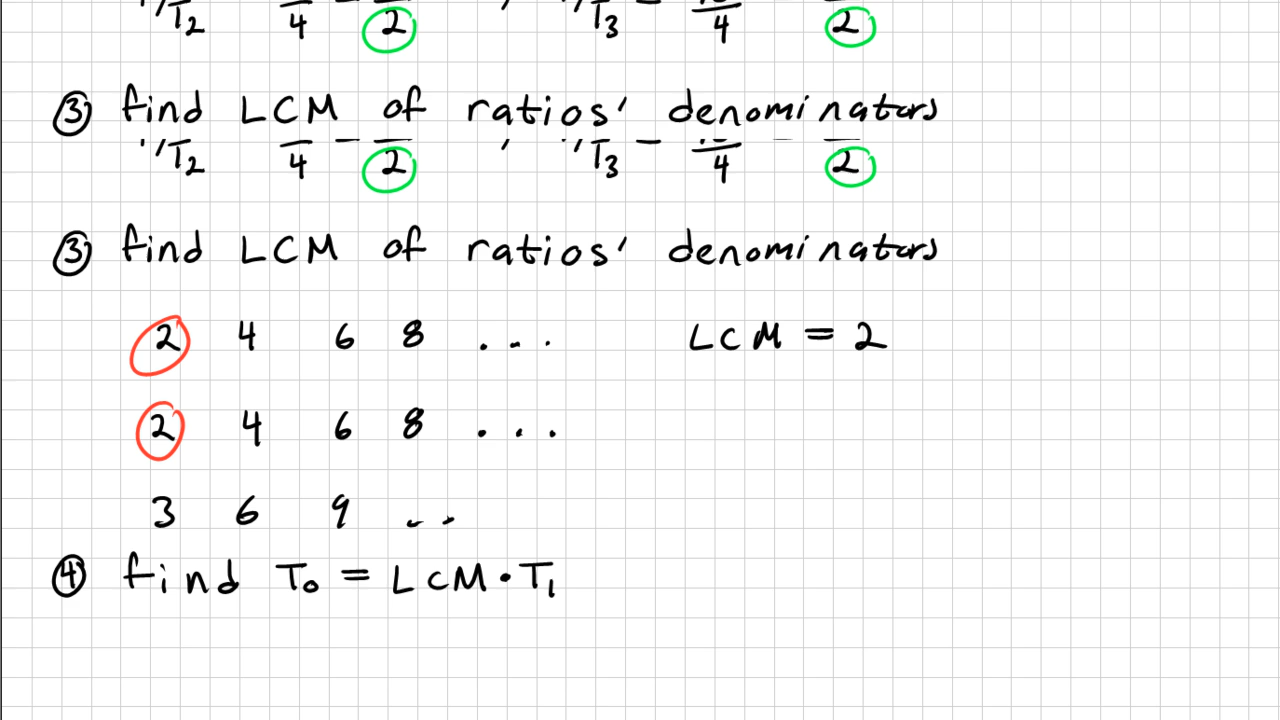 T₂ 4 2 , T₃ 4 2
③ find LCM of ratios' denominators
T₂ 4 2 , T₃ 4 2
③ find LCM of ratios' denominators
2 4 6 8 ... LCM = 2
2 4 6 8 ...
3 6 9 ..
④ find T₀ = LCM · T₁